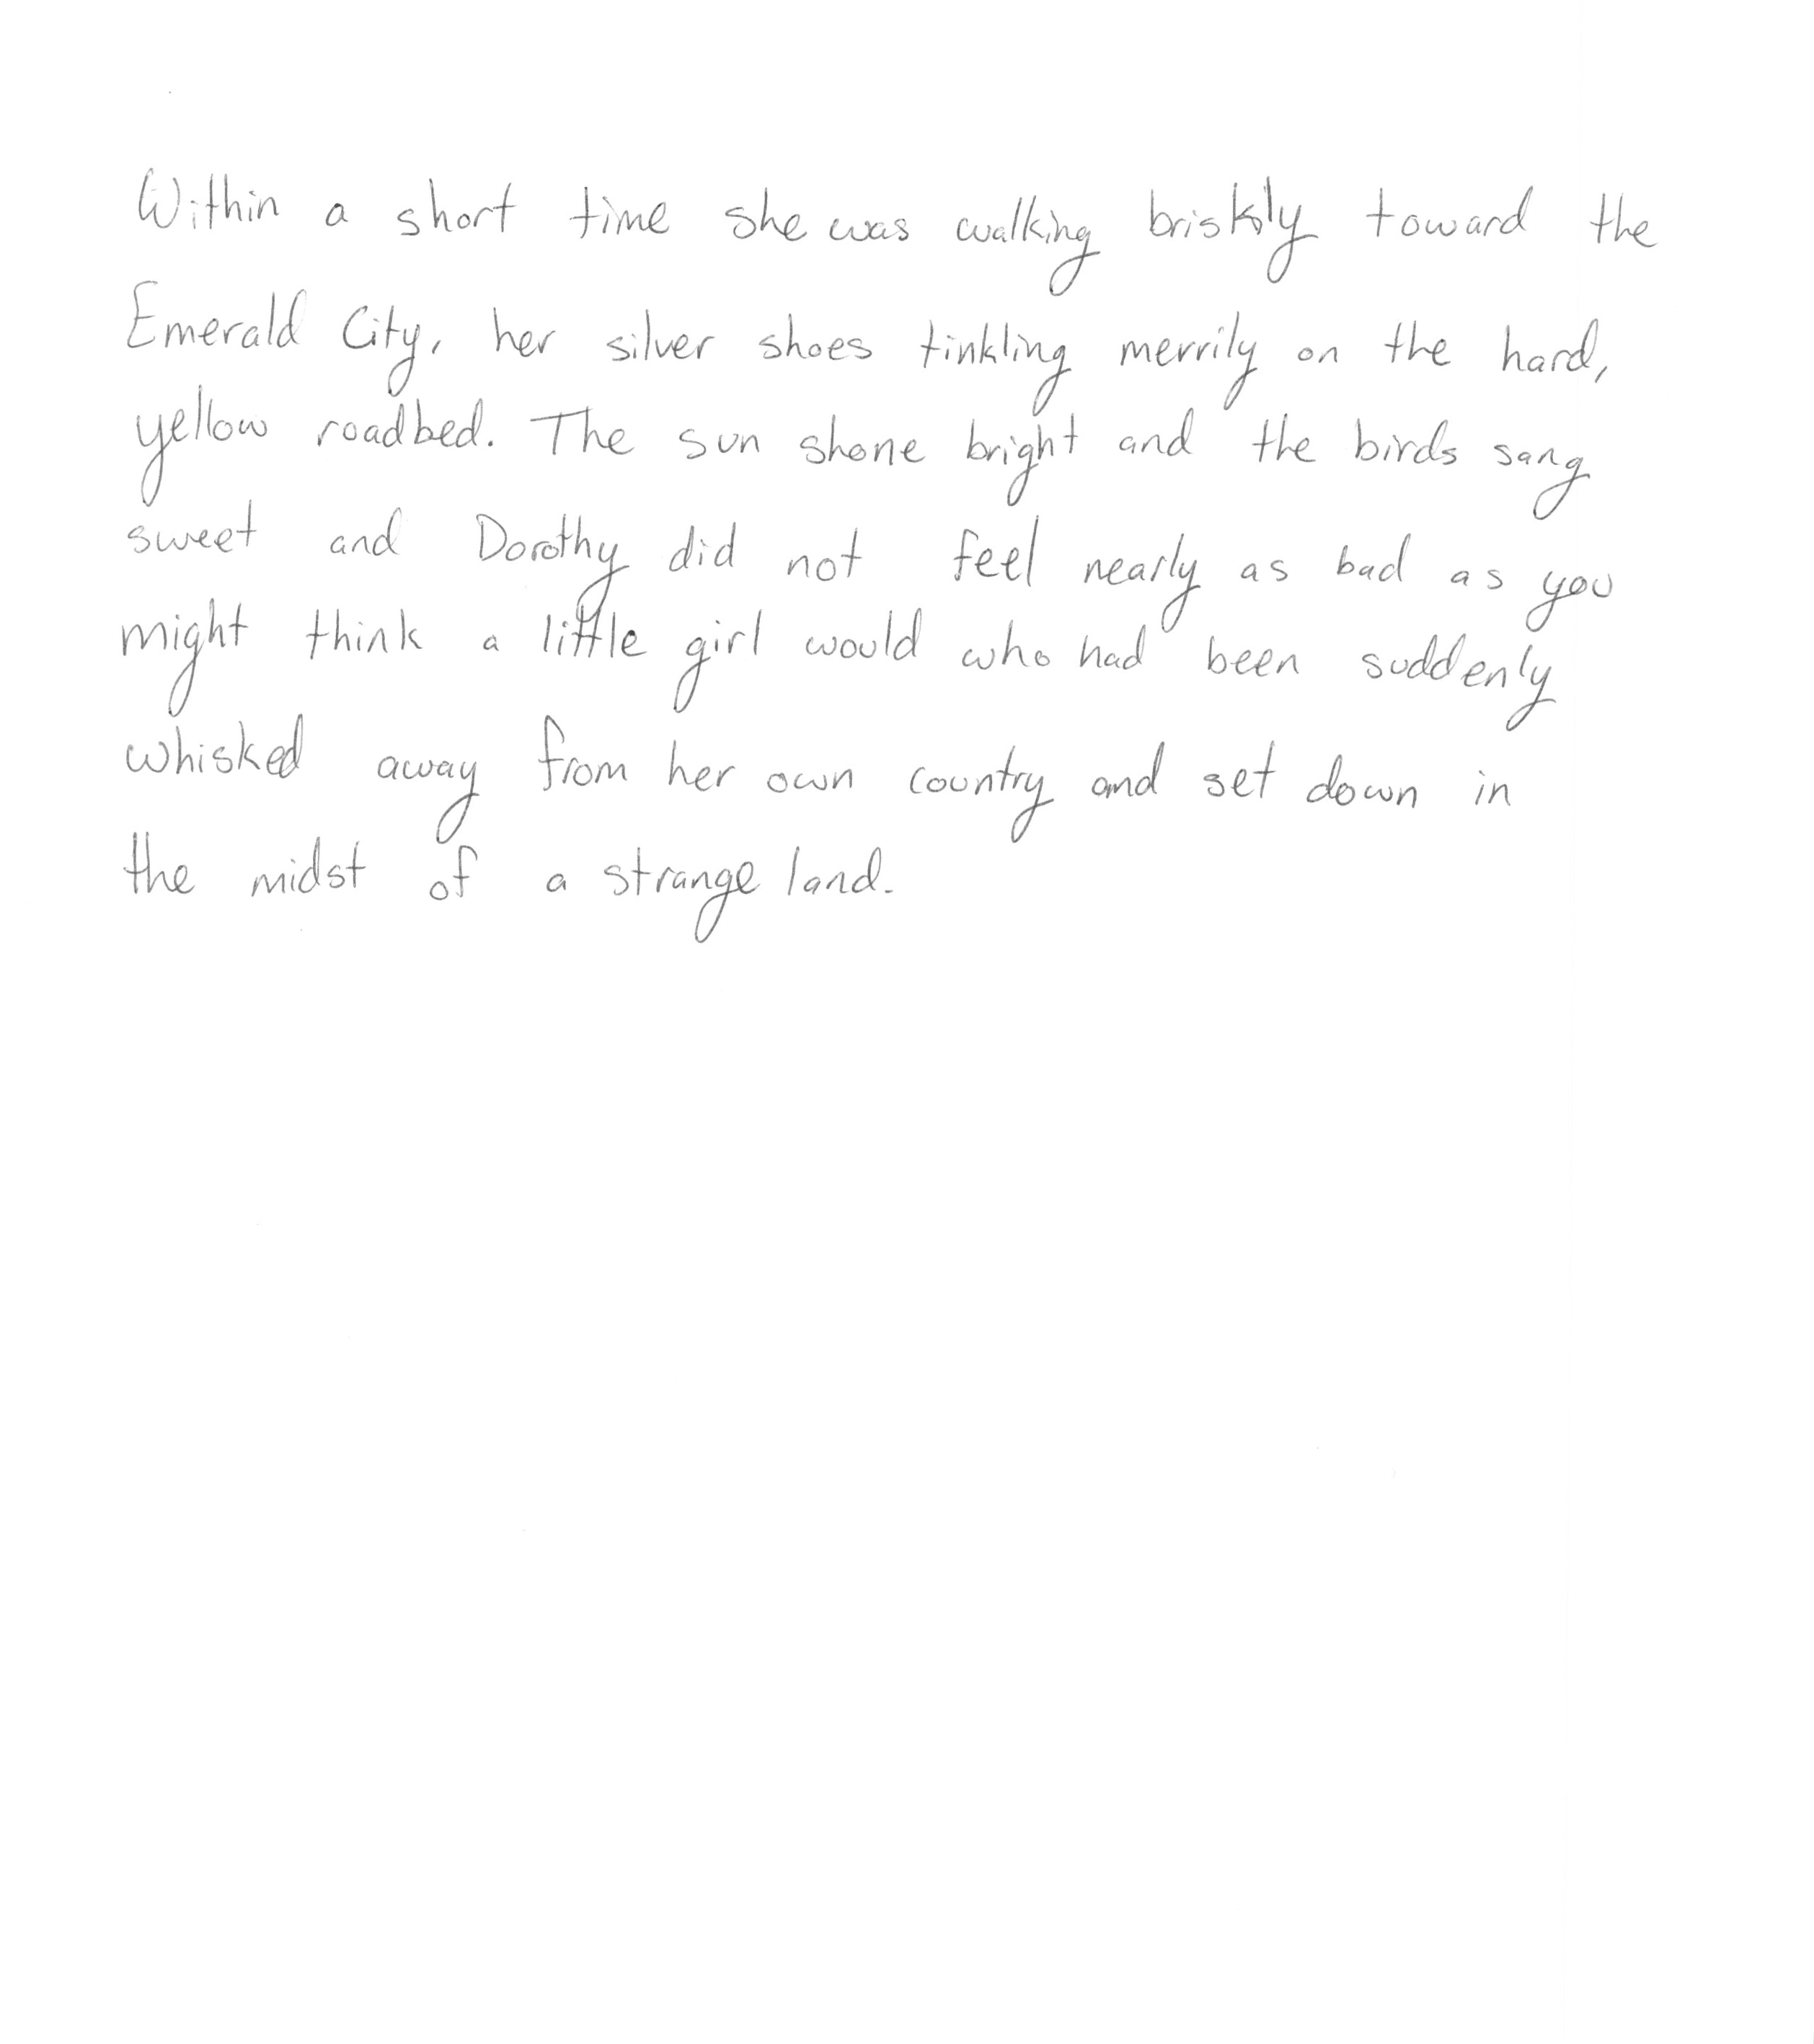 Within a short time she was walking briskly toward the
Emerald City, her silver shoes tinkling merrily on the hard,
yellow roadbed. The sun shone bright and the birds sang
sweet and Dorothy did not feel nearly as bad as you
might think a little girl would who had been suddenly
whisked away from her own country and set down in
the midst of a strange land.